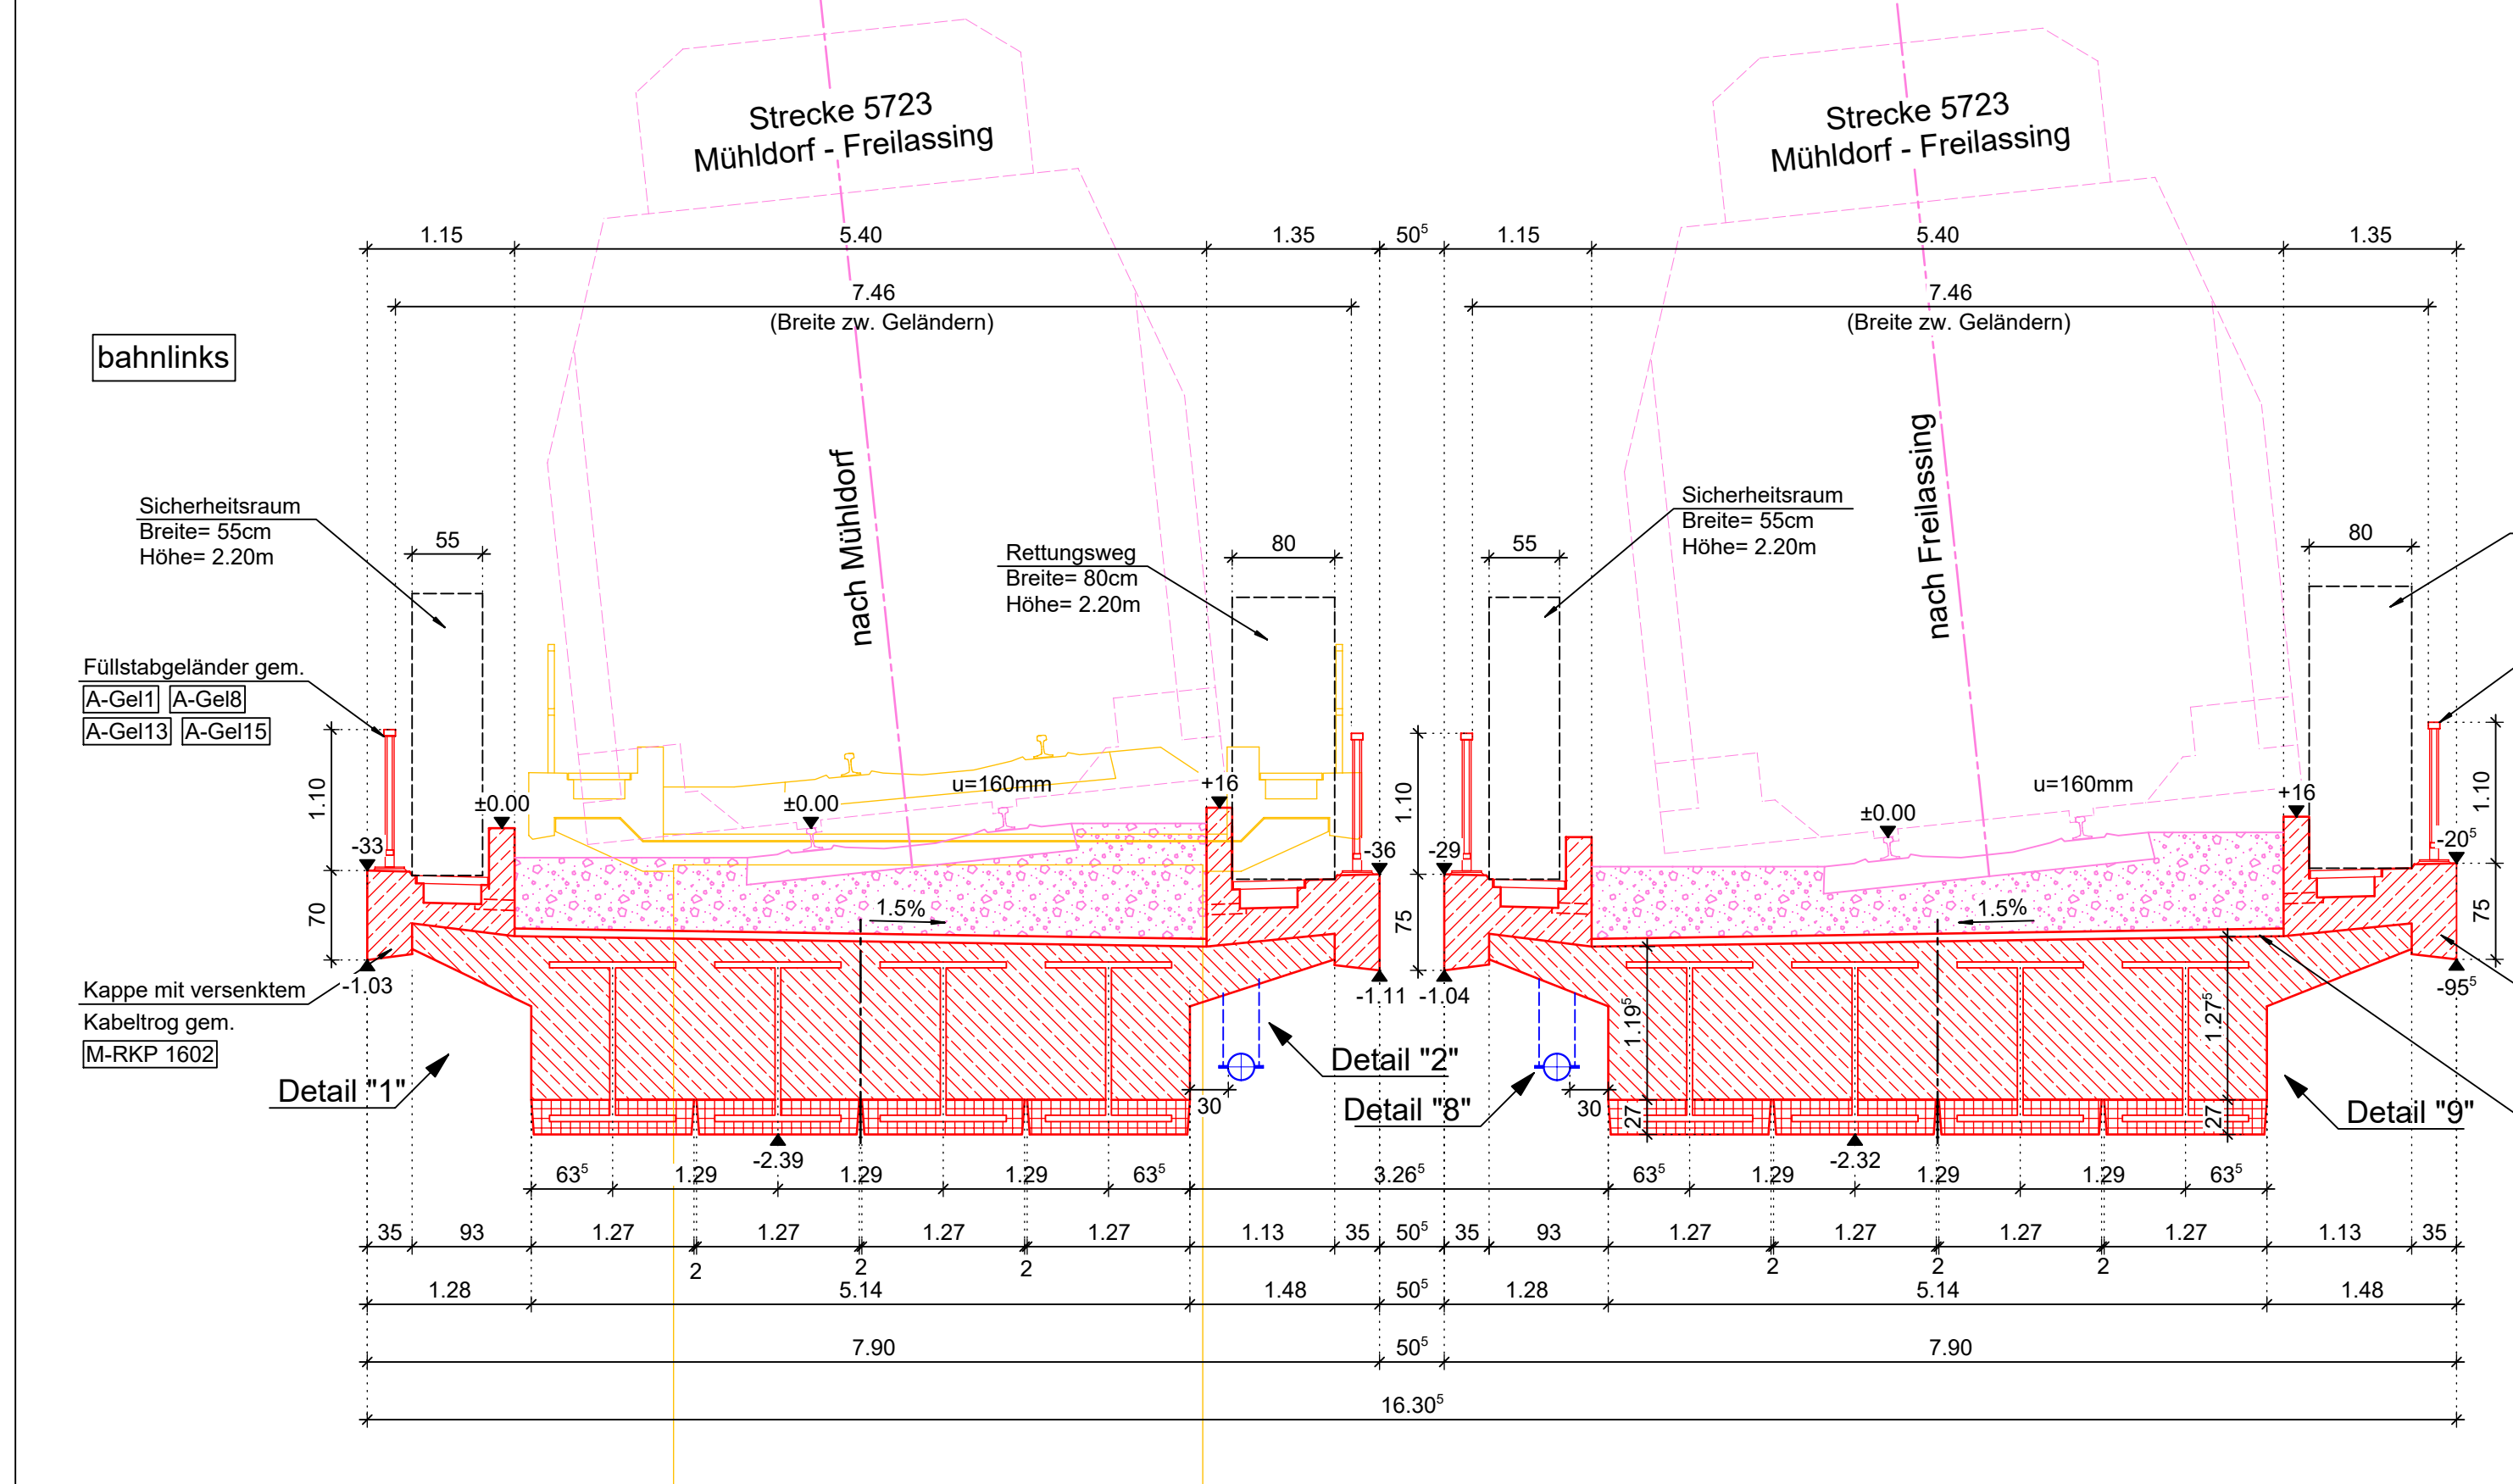 Strecke 5723
Mühldorf - Freilassing
Strecke 5723
Mühldorf - Freilassing
1.15 5.40 1.35 50⁵ 1.15 5.40 1.35
7.46
(Breite zw. Geländern)
7.46
(Breite zw. Geländern)
bahnlinks
nach Mühldorf
nach Freilassing
Sicherheitsraum
Breite= 55cm
Höhe= 2.20m
55
Rettungsweg
Breite= 80cm
Höhe= 2.20m
80
55
Sicherheitsraum
Breite= 55cm
Höhe= 2.20m
80
Füllstabgeländer gem.
A-Gel1 A-Gel8
A-Gel13 A-Gel15
1.10
70
-33
±0.00
±0.00
u=160mm
+16
-36
1.10
75
-29
±0.00
u=160mm
+16
-20⁵
1.10
75
1.5%
1.5%
Kappe mit versenktem
Kabeltrog gem.
M-RKP 1602
-1.03
-1.11
-1.04
-95⁵
Detail "1"
Detail "2"
Detail "8"
Detail "9"
30
30
1.19⁵
27
1.27⁵
27
-2.39
-2.32
63⁵ 1.29 1.29 1.29 63⁵ 3.26⁵ 63⁵ 1.29 1.29 1.29 63⁵
35 93 1.27 1.27 1.27 1.27 1.13 35 50⁵ 35 93 1.27 1.27 1.27 1.27 1.13 35
2 2 2 2 2 2
1.28 5.14 1.48 50⁵ 1.28 5.14 1.48
7.90 50⁵ 7.90
16.30⁵